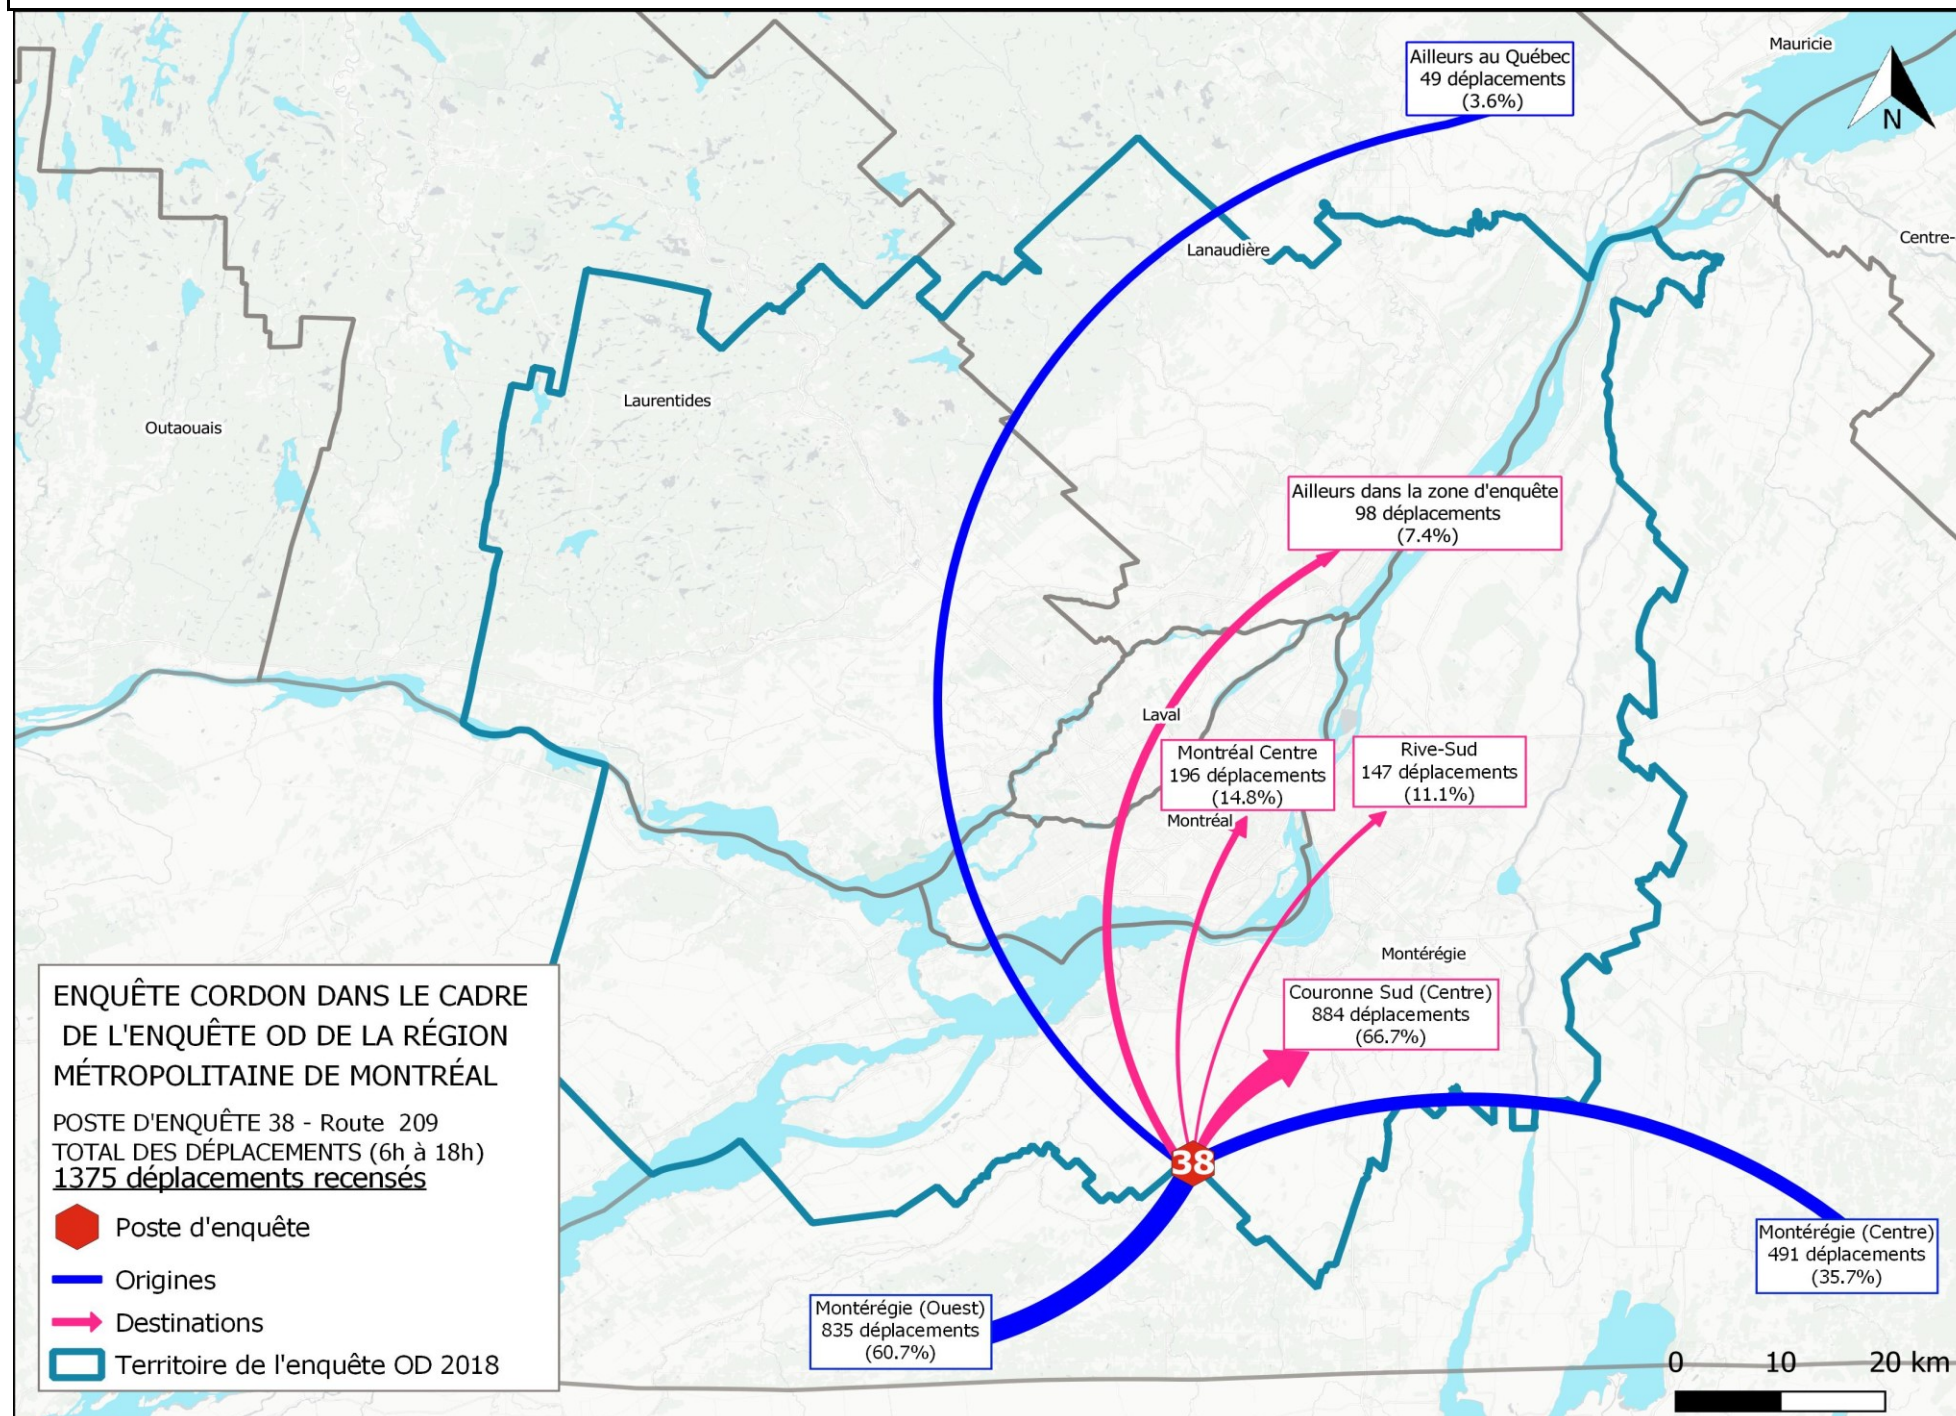 Mauricie
Ailleurs au Québec
49 déplacements
(3.6%)
N
Centre-
Lanaudière
Laurentides
Outaouais
Ailleurs dans la zone d'enquête
98 déplacements
(7.4%)
Laval
Montréal Centre
196 déplacements
(14.8%)
Rive-Sud
147 déplacements
(11.1%)
Montréal
Montérégie
Couronne Sud (Centre)
884 déplacements
(66.7%)
38
Montérégie (Centre)
491 déplacements
(35.7%)
Montérégie (Ouest)
835 déplacements
(60.7%)
ENQUÊTE CORDON DANS LE CADRE
DE L'ENQUÊTE OD DE LA RÉGION
MÉTROPOLITAINE DE MONTRÉAL
POSTE D'ENQUÊTE 38 - Route 209
TOTAL DES DÉPLACEMENTS (6h à 18h)
1375 déplacements recensés
Poste d'enquête
Origines
Destinations
Territoire de l'enquête OD 2018
0 10 20 km